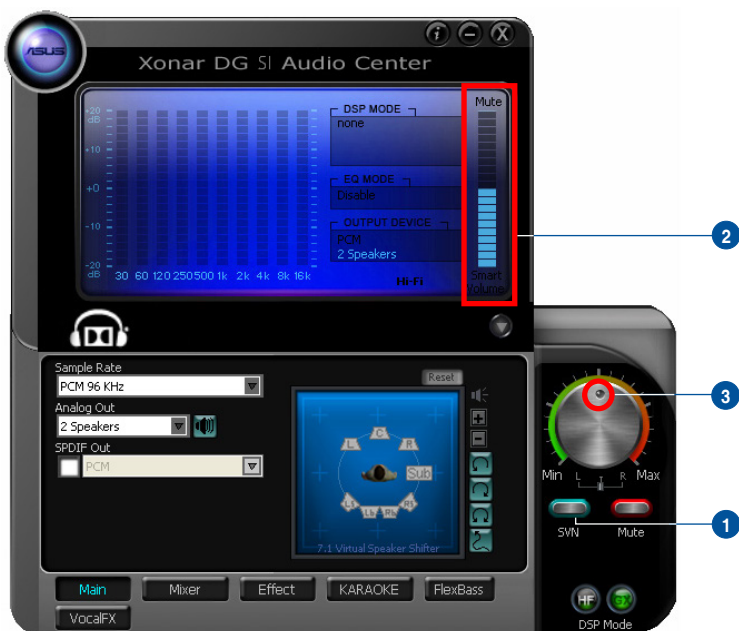 ASUS
Xonar DG SI Audio Center
+20
dB
+10
+0
-10
-20
dB
30 60 120 250 500 1k 2k 4k 8k 16k
DSP MODE
none
EQ MODE
Disable
OUTPUT DEVICE
PCM
2 Speakers
Hi-Fi
Mute
Smart
Volume
2
Sample Rate
PCM 96 KHz
Analog Out
2 Speakers
SPDIF Out
PCM
Reset
L C R
Sub
Ls Lb Rb Rs
7.1 Virtual Speaker Shifter
3
Min L R Max
SVN Mute
1
HF GX
DSP Mode
Main Mixer Effect KARAOKE FlexBass
VocalFX